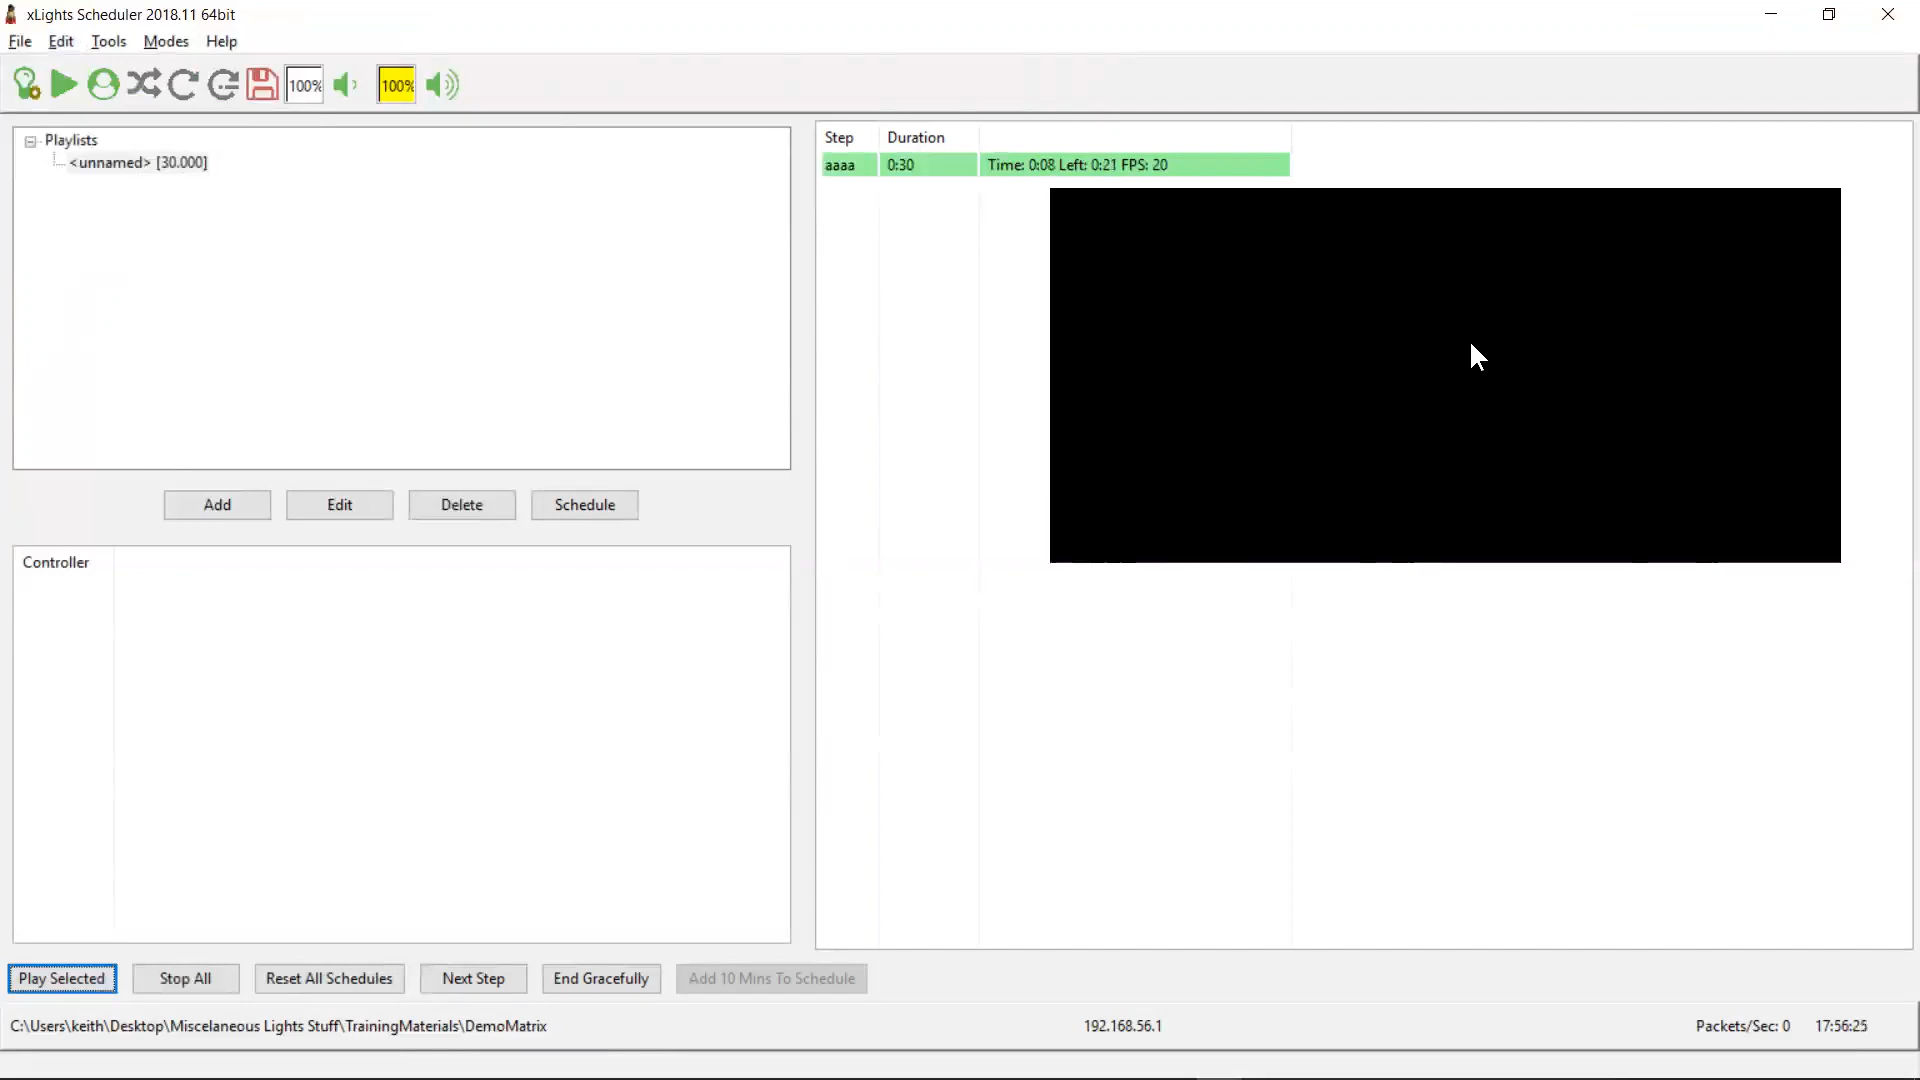 xLights Scheduler 2018.11 64bit
File Edit Tools Modes Help
100% 100%
Playlists
<unnamed> [30.000]
Step Duration
aaaa 0:30 Time: 0:08 Left: 0:21 FPS: 20
Add Edit Delete Schedule
Controller
Play Selected Stop All Reset All Schedules Next Step End Gracefully Add 10 Mins To Schedule
C:\Users\keith\Desktop\Miscelaneous Lights Stuff\TrainingMaterials\DemoMatrix 192.168.56.1 Packets/Sec: 0 17:56:25